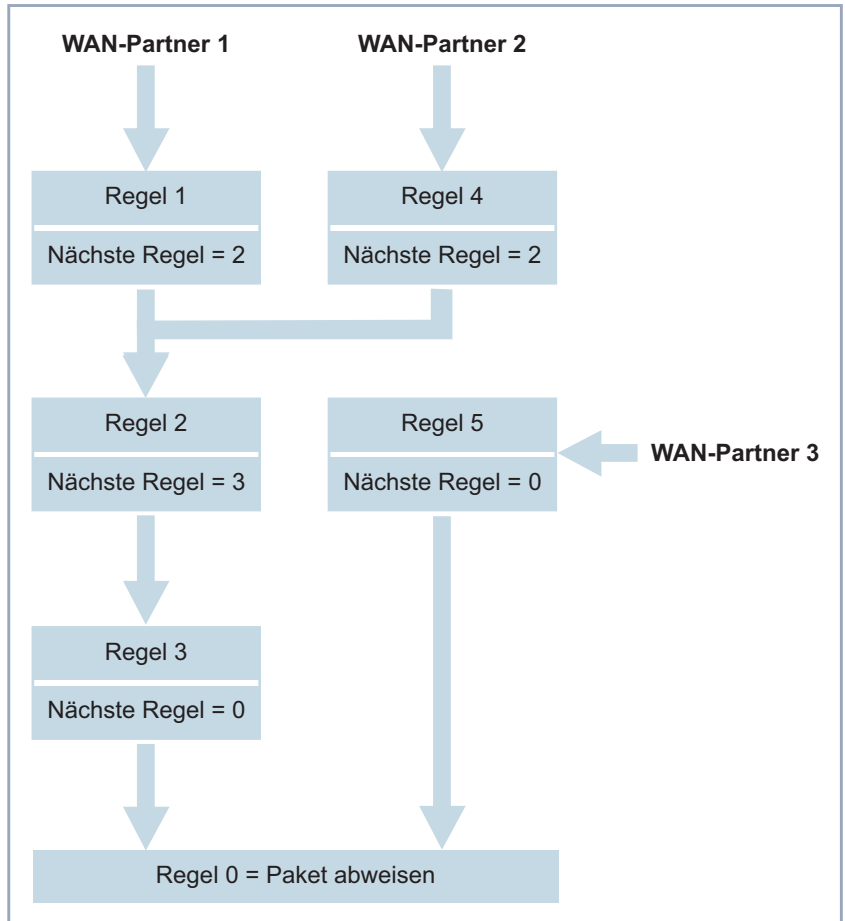 WAN-Partner 1
WAN-Partner 2
Regel 1
Nächste Regel = 2
Regel 4
Nächste Regel = 2
Regel 2
Nächste Regel = 3
Regel 5
Nächste Regel = 0
WAN-Partner 3
Regel 3
Nächste Regel = 0
Regel 0 = Paket abweisen